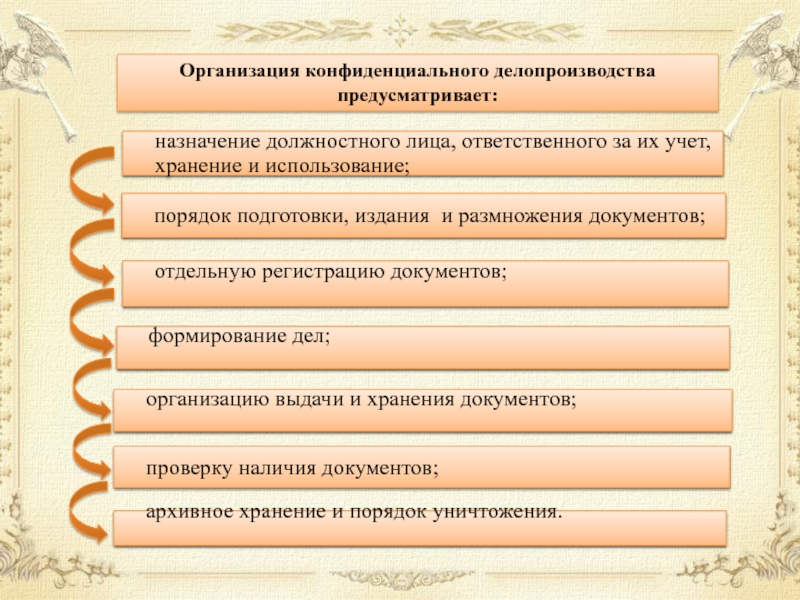 Организация конфиденциального делопроизводства
предусматривает:
назначение должностного лица, ответственного за их учет,
хранение и использование;
порядок подготовки, издания и размножения документов;
отдельную регистрацию документов;
формирование дел;
организацию выдачи и хранения документов;
проверку наличия документов;
архивное хранение и порядок уничтожения.